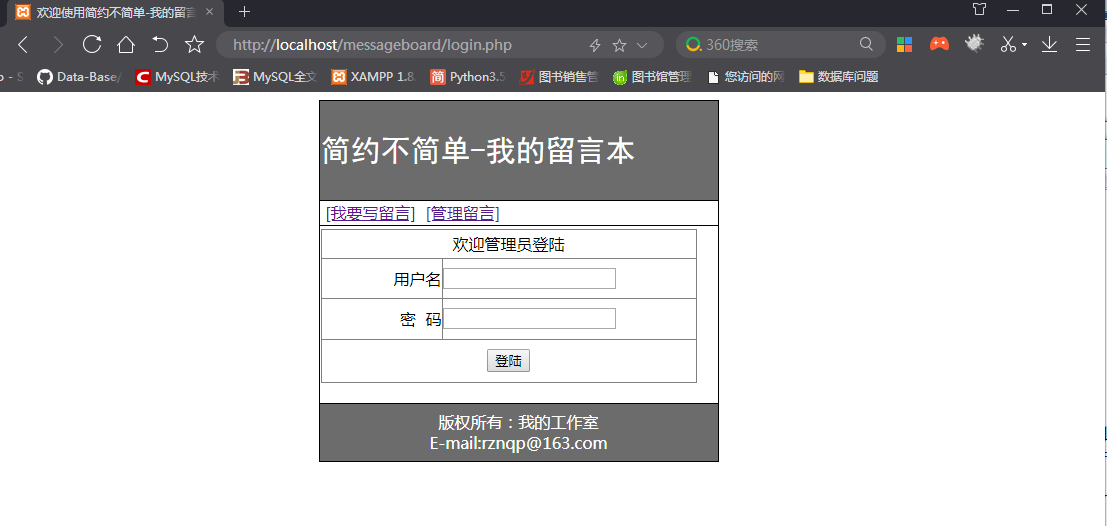 欢迎使用简约不简单-我的留言
http://localhost/messageboard/login.php
360搜索
Data-Base/
MySQL技术
MySQL全文
XAMPP 1.8.
Python3.5
图书销售管
图书馆管理
您访问的网
数据库问题
简约不简单-我的留言本
[我要写留言] [管理留言]
欢迎管理员登陆
用户名
密 码
登陆
版权所有：我的工作室
E-mail:rznqp@163.com